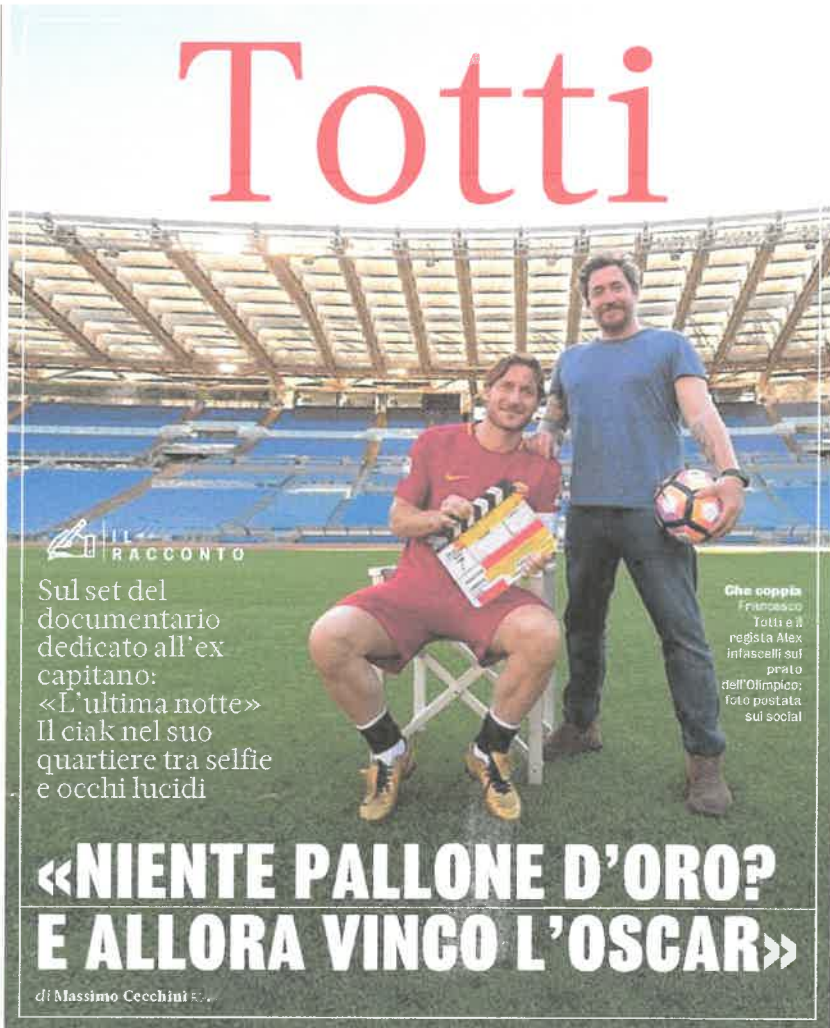 Totti
IL
RACCONTO
Sul set del
documentario
dedicato all'ex
capitano:
«L'ultima notte»
Il ciak nel suo
quartiere tra selfie
e occhi lucidi
Che coppia
Francesco
Totti e il
regista Alex
Infascelli sul
prato
dell'Olimpico:
foto postata
sui social
«NIENTE PALLONE D'ORO?
E ALLORA VINCO L'OSCAR»
di Massimo Cecchini